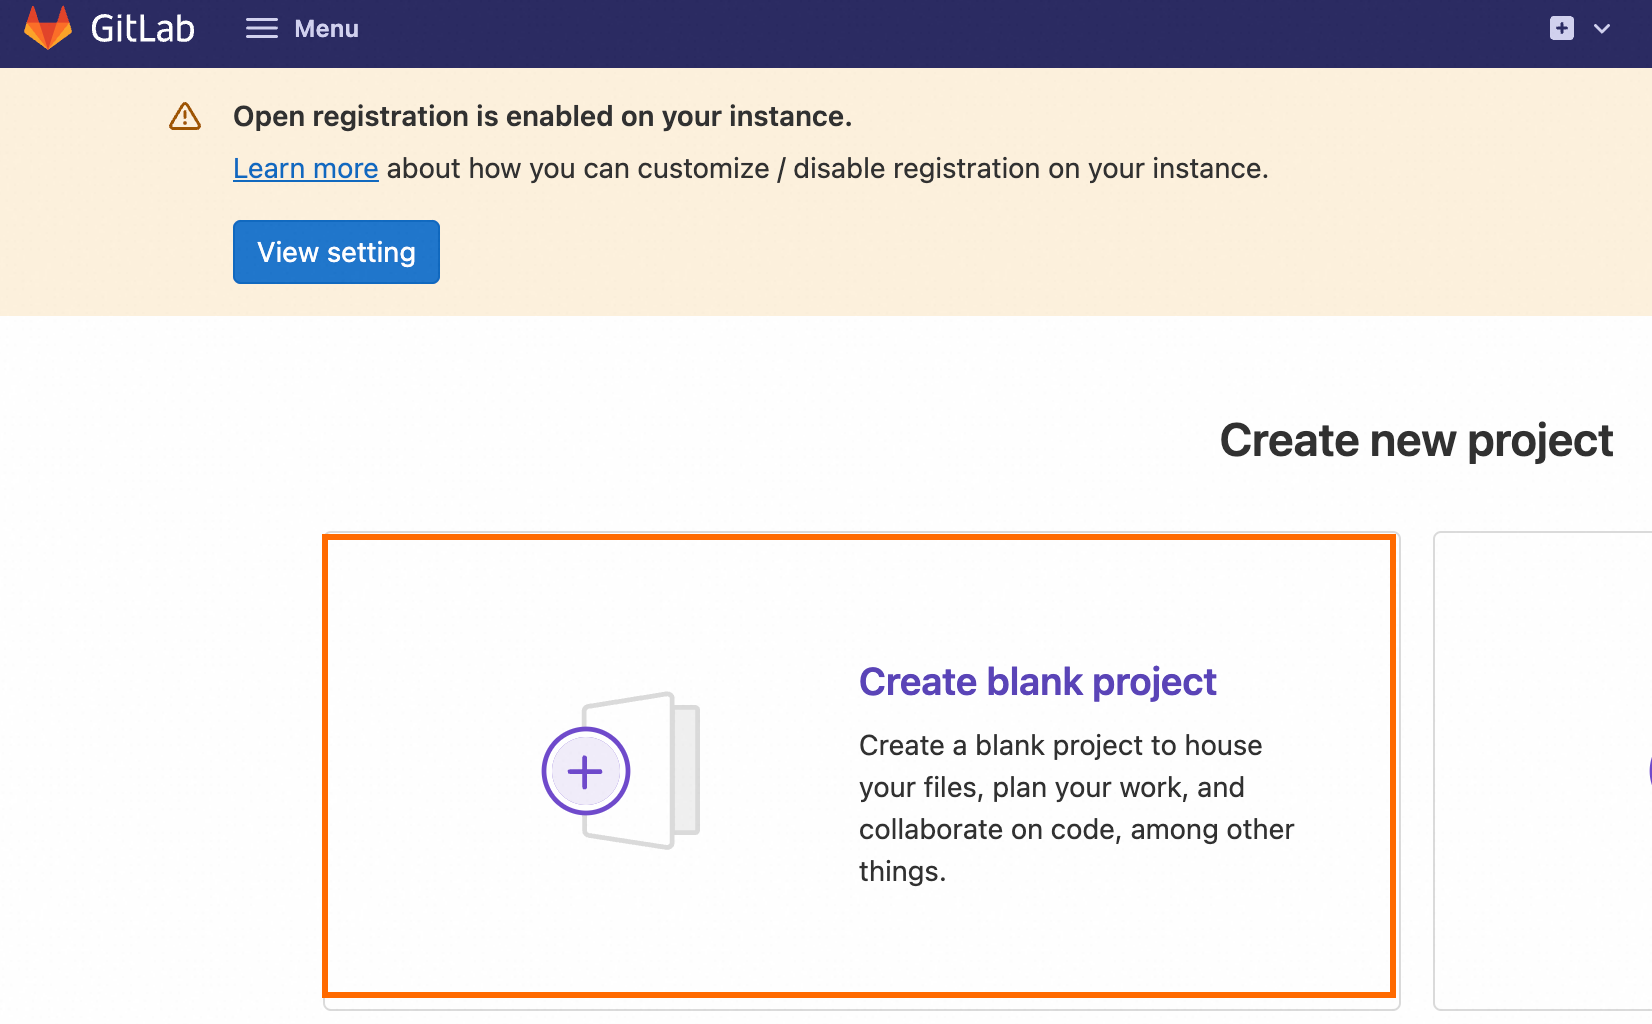 GitLab Menu
Open registration is enabled on your instance.
Learn more about how you can customize / disable registration on your instance.
View setting
Create new project
Create blank project
Create a blank project to house
your files, plan your work, and
collaborate on code, among other
things.